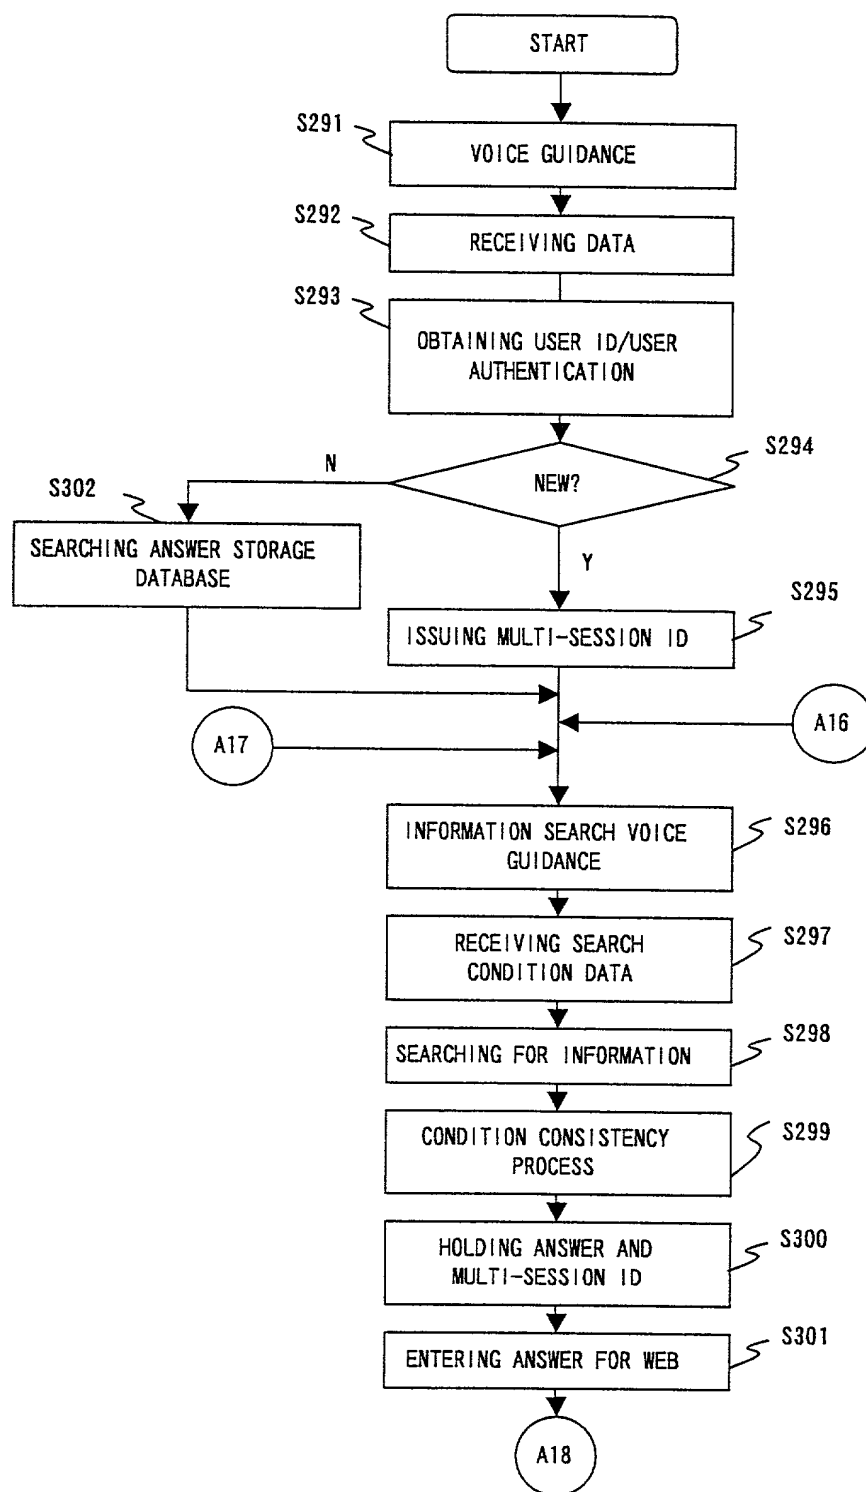 START
S291
VOICE GUIDANCE
S292
RECEIVING DATA
S293
OBTAINING USER ID/USER
AUTHENTICATION
S294
N
NEW?
S302
SEARCHING ANSWER STORAGE
DATABASE
Y
S295
ISSUING MULTI-SESSION ID
A16
A17
S296
INFORMATION SEARCH VOICE
GUIDANCE
S297
RECEIVING SEARCH
CONDITION DATA
S298
SEARCHING FOR INFORMATION
S299
CONDITION CONSISTENCY
PROCESS
S300
HOLDING ANSWER AND
MULTI-SESSION ID
S301
ENTERING ANSWER FOR WEB
A18